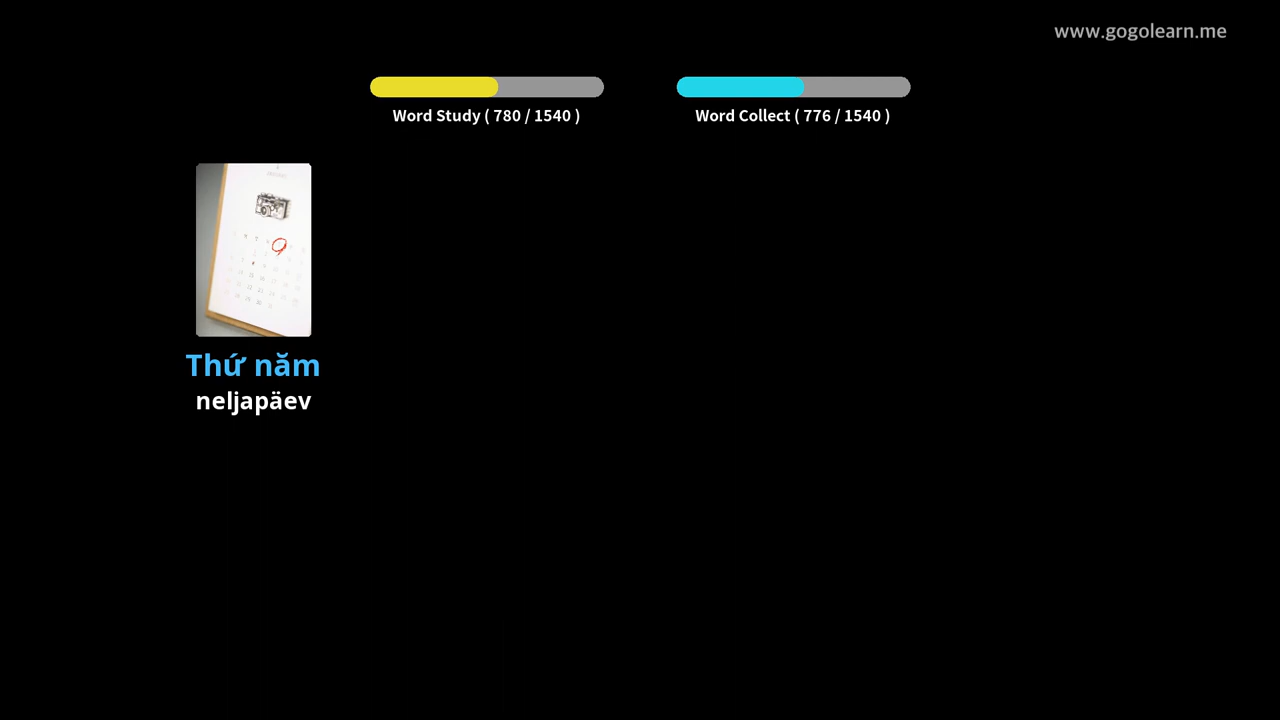 www.gogolearn.me
Word Study ( 780 / 1540 )
Word Collect ( 776 / 1540 )
Thứ năm
neljapäev